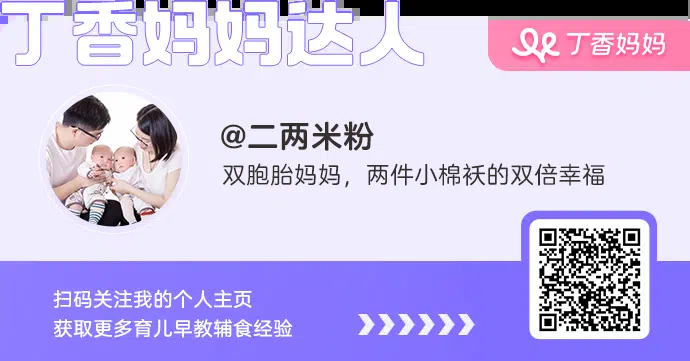 丁香妈妈达人
丁香妈妈
@二两米粉
双胞胎妈妈，两件小棉袄的双倍幸福
扫码关注我的个人主页
获取更多育儿早教辅食经验